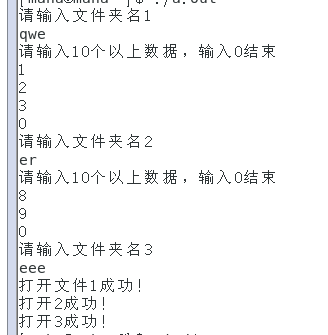 请输入文件夹名1
qwe
请输入10个以上数据，输入0结束
1
2
3
0
请输入文件夹名2
er
请输入10个以上数据，输入0结束
8
9
0
请输入文件夹名3
eee
打开文件1成功！
打开2成功！
打开3成功！